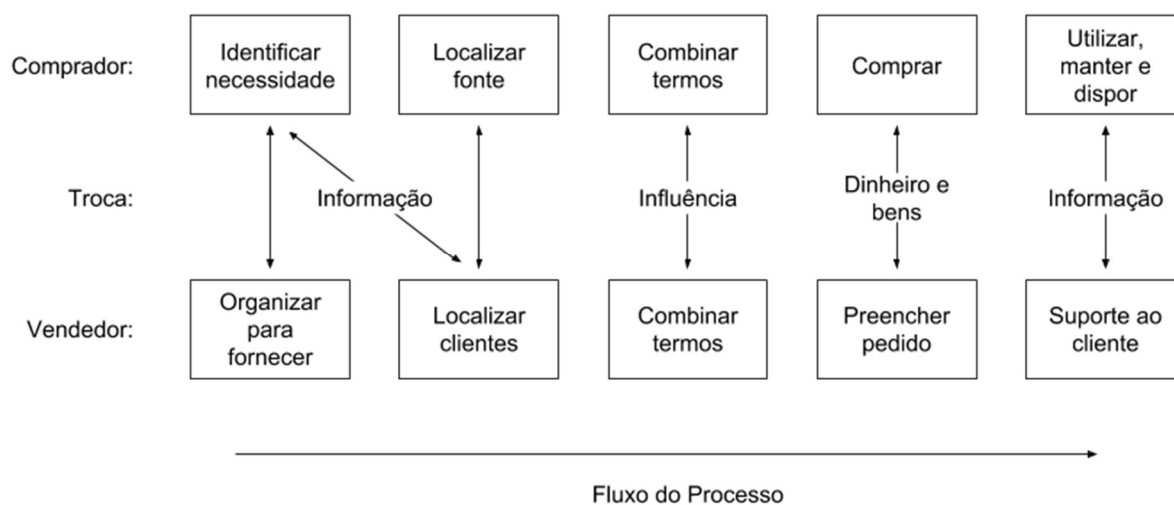 Comprador:
Identificar
necessidade
Localizar
fonte
Combinar
termos
Comprar
Utilizar,
manter e
dispor
Troca:
Informação
Influência
Dinheiro e
bens
Informação
Vendedor:
Organizar
para
fornecer
Localizar
clientes
Combinar
termos
Preencher
pedido
Suporte ao
cliente
Fluxo do Processo